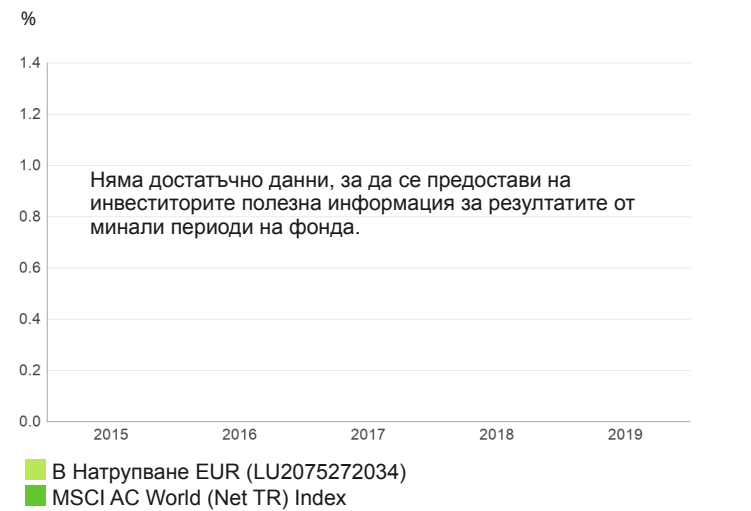 %
1.4
1.2
1.0
Няма достатъчно данни, за да се предостави на
инвеститорите полезна информация за резултатите от
минали периоди на фонда.
0.8
0.6
0.4
0.2
0.0
2015 2016 2017 2018 2019
В Натрупване EUR (LU2075272034)
MSCI AC World (Net TR) Index